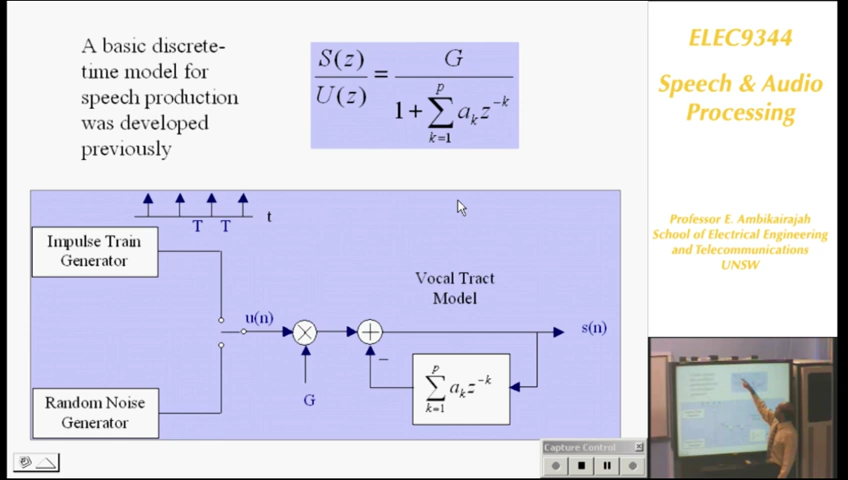 A basic discrete-
time model for
speech production
was developed
previously
S(z)
U(z)
=
G
1 + \sum_{k=1}^{p} a_k z^{-k}
T T t
Impulse Train
Generator
u(n)
G
Random Noise
Generator
Vocal Tract
Model
+
−
\sum_{k=1}^{p} a_k z^{-k}
s(n)
ELEC9344
Speech & Audio
Processing
Professor E. Ambikairajah
School of Electrical Engineering
and Telecommunications
UNSW
Capture Control